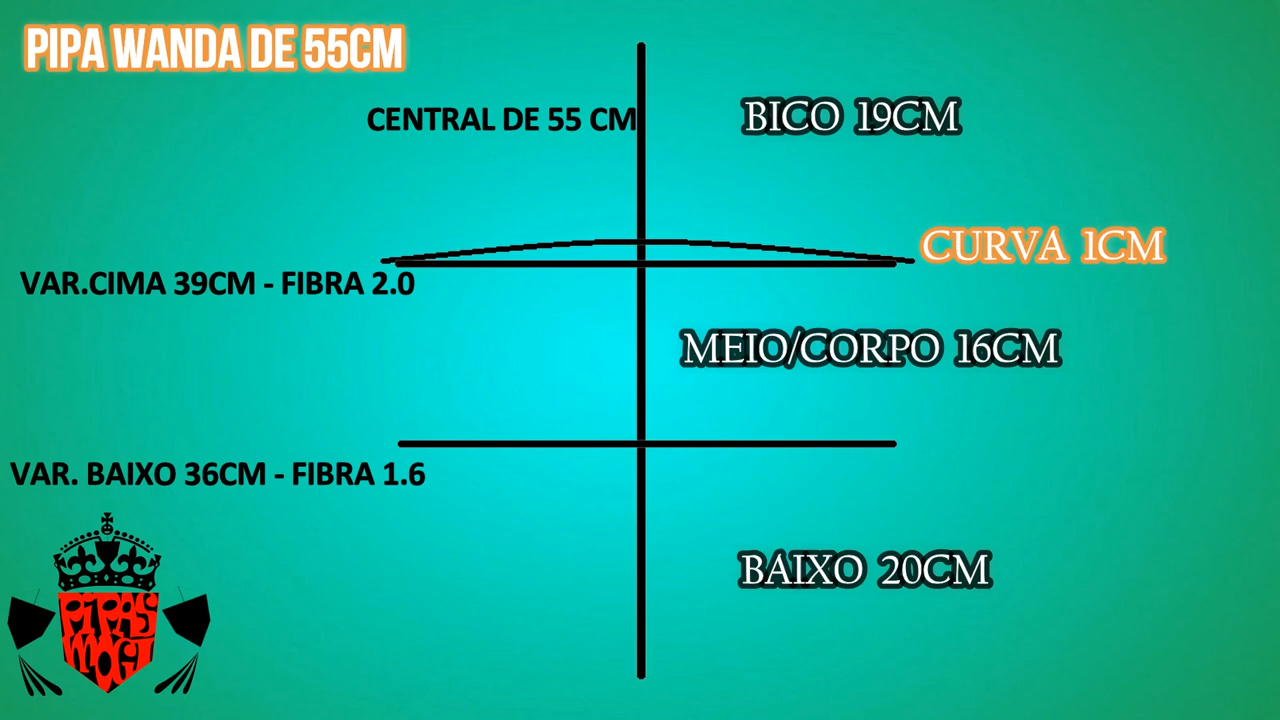 PIPA WANDA DE 55CM
CENTRAL DE 55 CM
BICO 19CM
CURVA 1CM
VAR.CIMA 39CM - FIBRA 2.0
MEIO/CORPO 16CM
VAR. BAIXO 36CM - FIBRA 1.6
BAIXO 20CM
PIPAS
MOGI